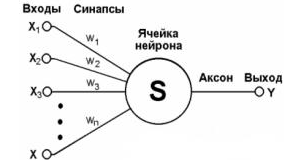 Входы Синапсы
Ячейка
нейрона
X1
w1
X2
w2
X3
w3
S
Аксон Выход
Y
wn
X